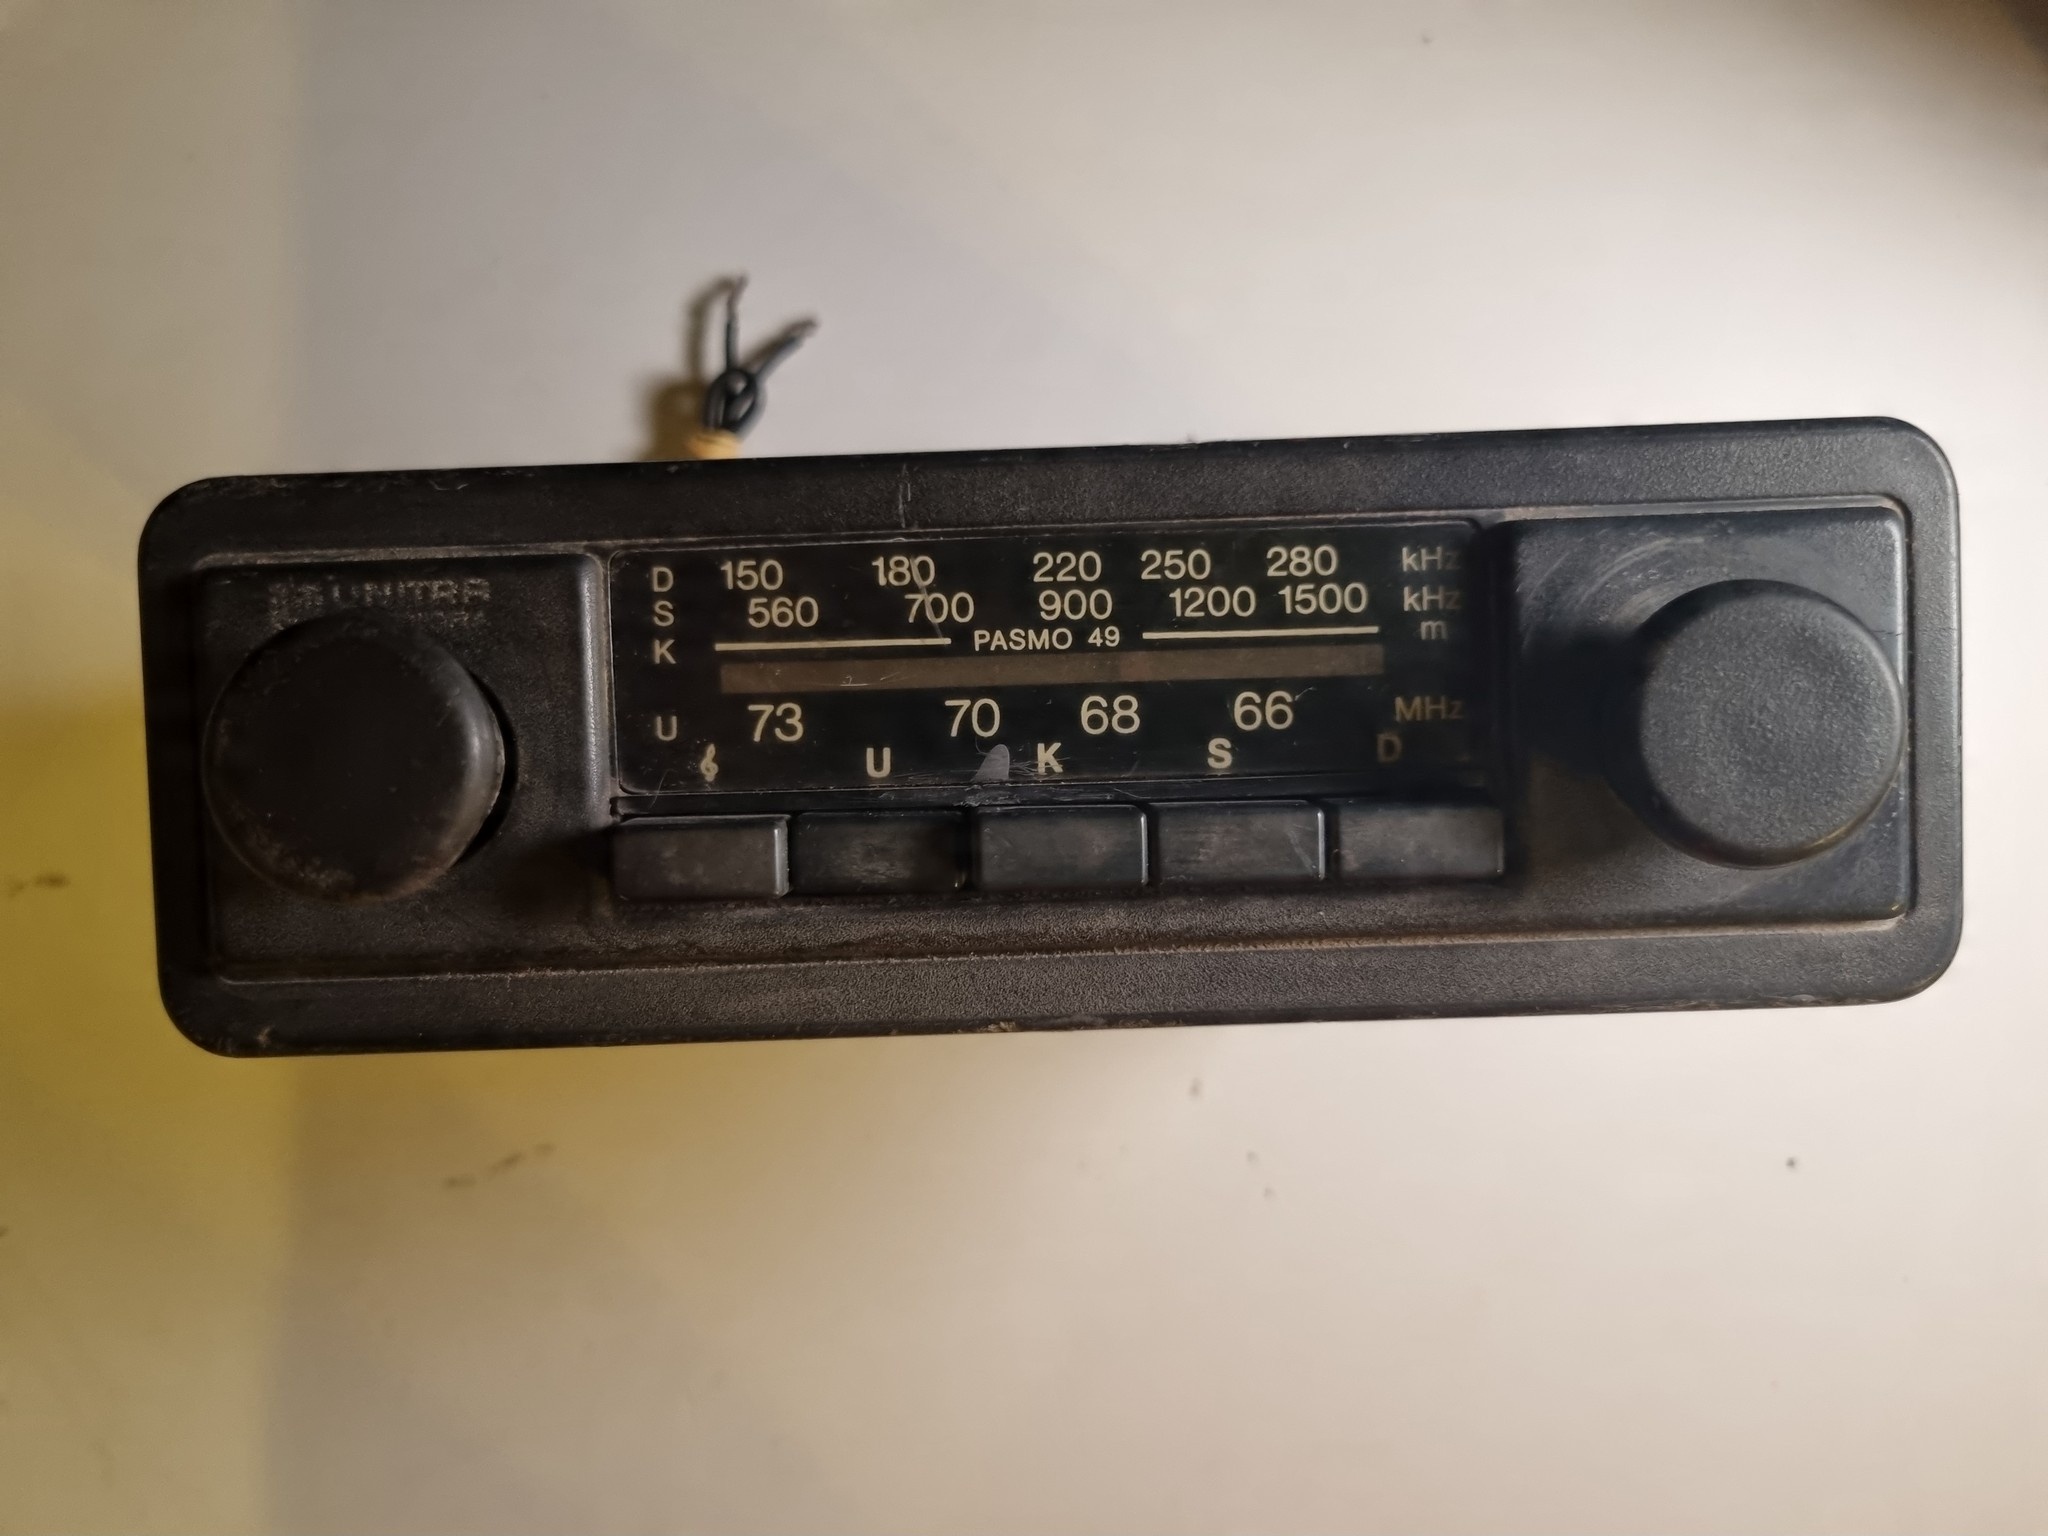 UNITRA
D 150 180 220 250 280 kHz
S 560 700 900 1200 1500 kHz
K PASMO 49 m
U 73 70 68 66 MHz
U K S D